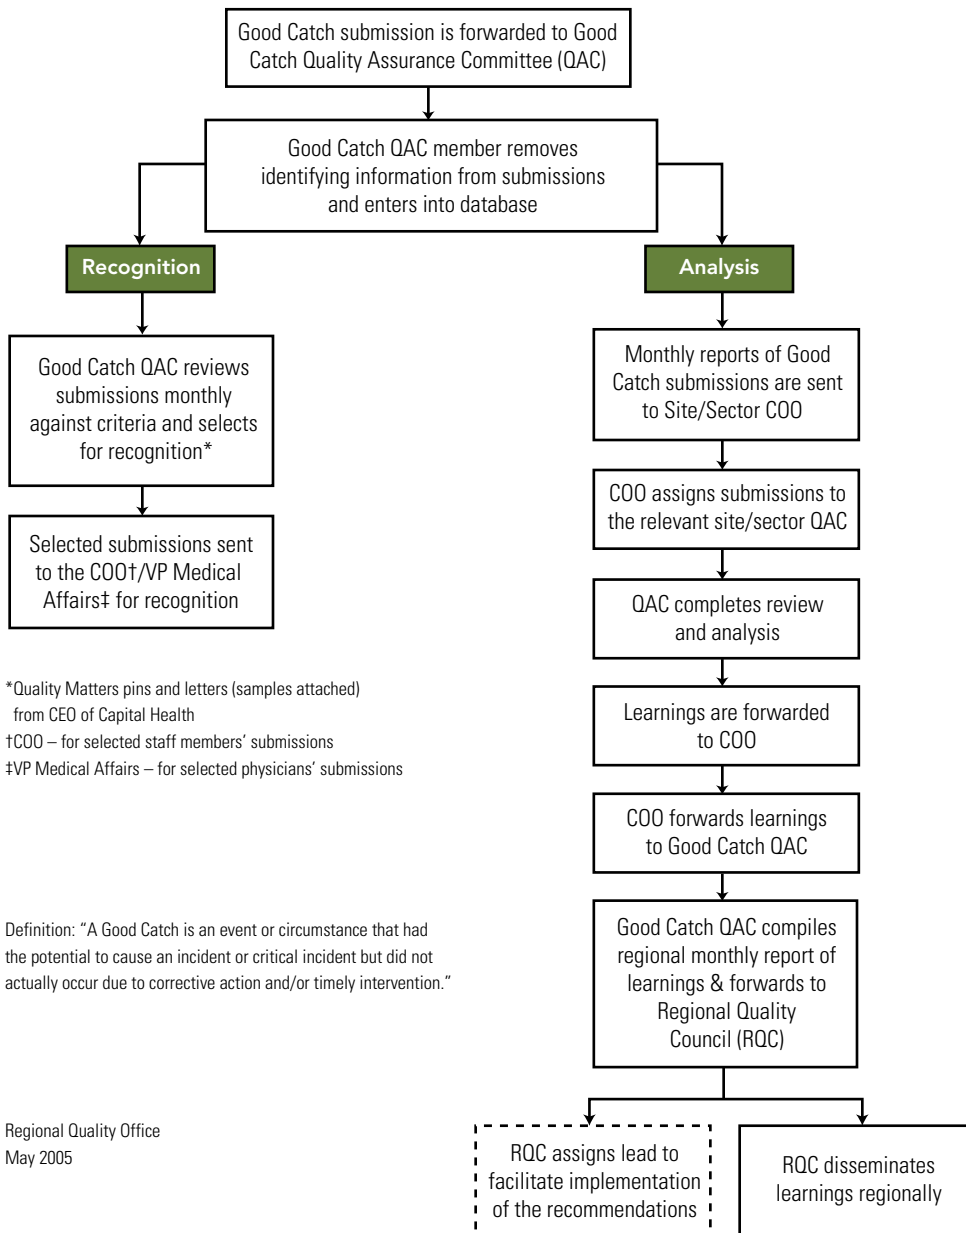 Good Catch submission is forwarded to Good
Catch Quality Assurance Committee (QAC)
Good Catch QAC member removes
identifying information from submissions
and enters into database
Recognition
Good Catch QAC reviews
submissions monthly
against criteria and selects
for recognition*
Selected submissions sent
to the COO†/VP Medical
Affairs‡ for recognition
*Quality Matters pins and letters (samples attached)
from CEO of Capital Health
†COO – for selected staff members’ submissions
‡VP Medical Affairs – for selected physicians’ submissions
Definition: “A Good Catch is an event or circumstance that had
the potential to cause an incident or critical incident but did not
actually occur due to corrective action and/or timely intervention.”
Regional Quality Office
May 2005
Analysis
Monthly reports of Good
Catch submissions are sent
to Site/Sector COO
COO assigns submissions to
the relevant site/sector QAC
QAC completes review
and analysis
Learnings are forwarded
to COO
COO forwards learnings
to Good Catch QAC
Good Catch QAC compiles
regional monthly report of
learnings & forwards to
Regional Quality
Council (RQC)
RQC assigns lead to
facilitate implementation
of the recommendations
RQC disseminates
learnings regionally